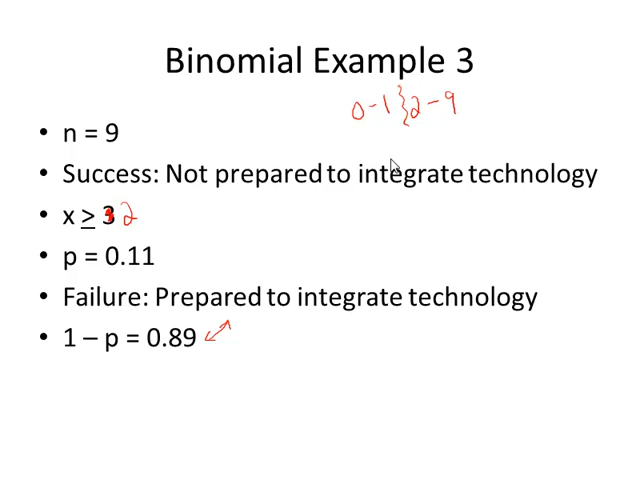 Binomial Example 3
0 - 1 } 2 - 9
• n = 9
• Success: Not prepared to integrate technology
• x ≥ 3 2
• p = 0.11
• Failure: Prepared to integrate technology
• 1 – p = 0.89